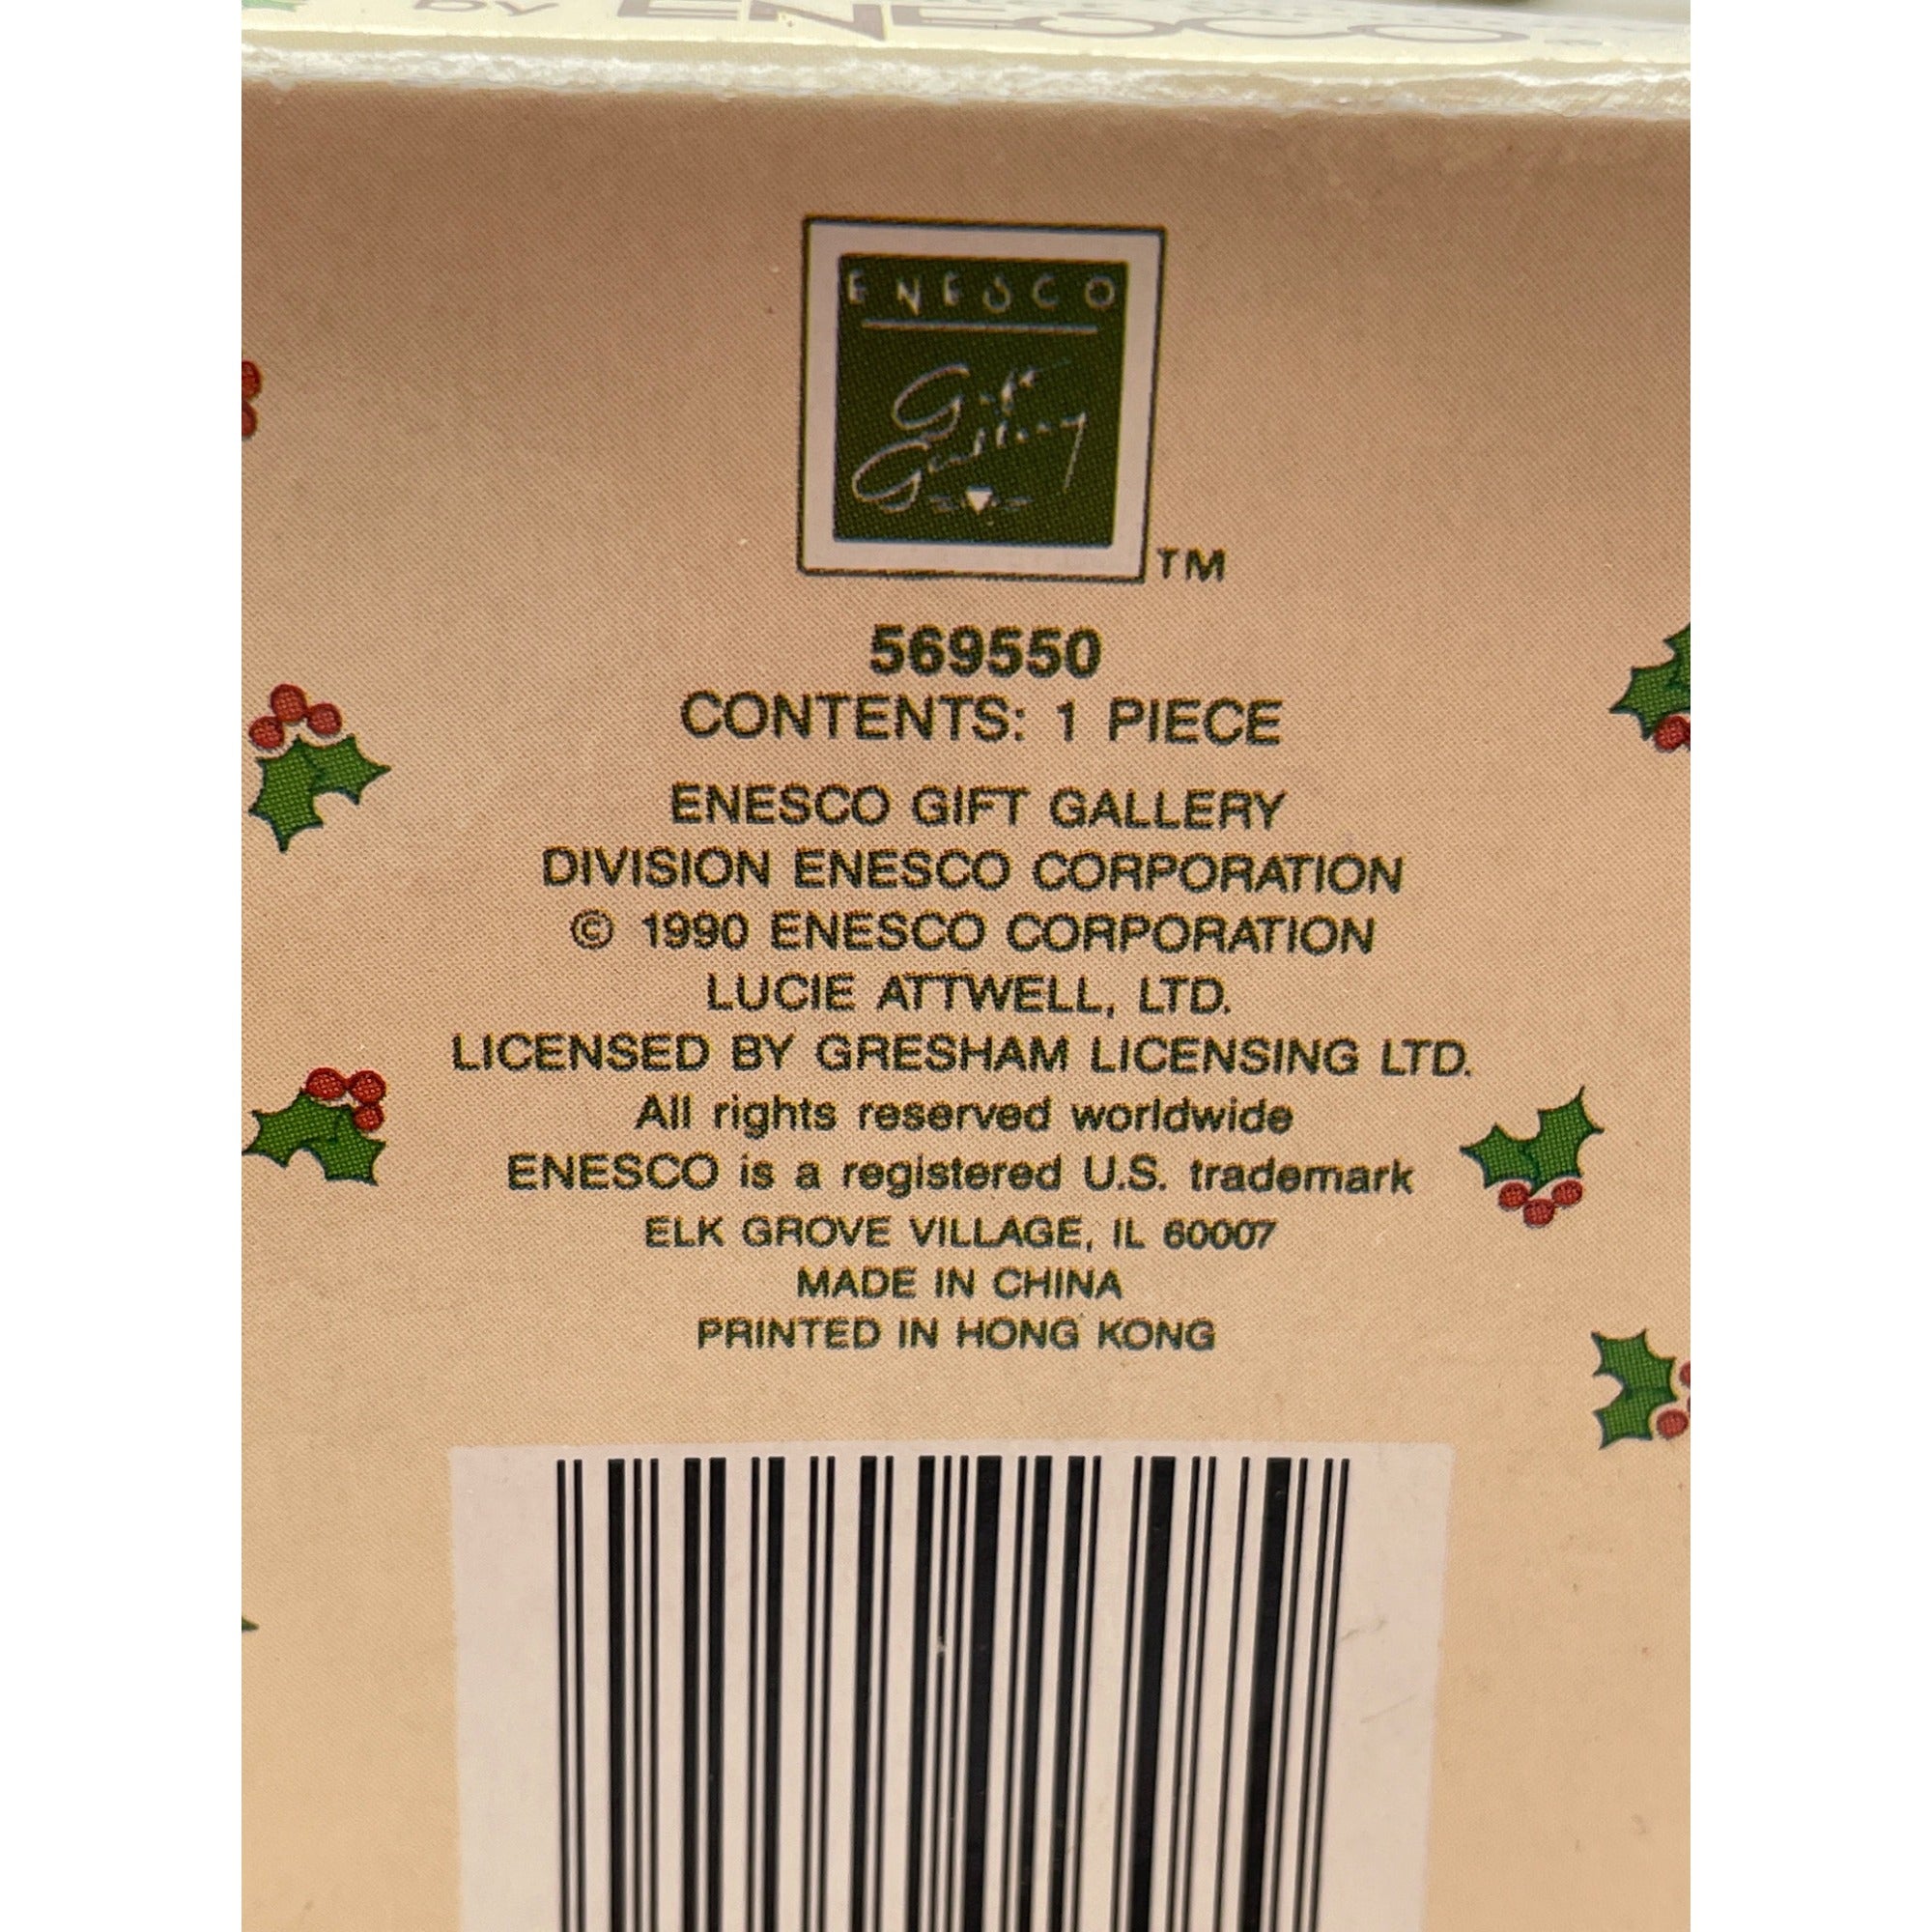 by ENESCO
ENESCO
Gift
Gallery
TM
569550
CONTENTS: 1 PIECE
ENESCO GIFT GALLERY
DIVISION ENESCO CORPORATION
© 1990 ENESCO CORPORATION
LUCIE ATTWELL, LTD.
LICENSED BY GRESHAM LICENSING LTD.
All rights reserved worldwide
ENESCO is a registered U.S. trademark
ELK GROVE VILLAGE, IL 60007
MADE IN CHINA
PRINTED IN HONG KONG